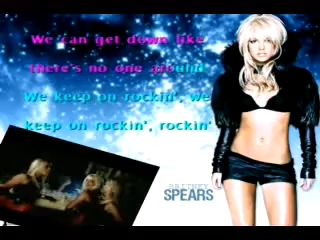 We can get down like
there's no one around
We keep on rockin', we
keep on rockin', rockin'
BRITNEY
SPEARS